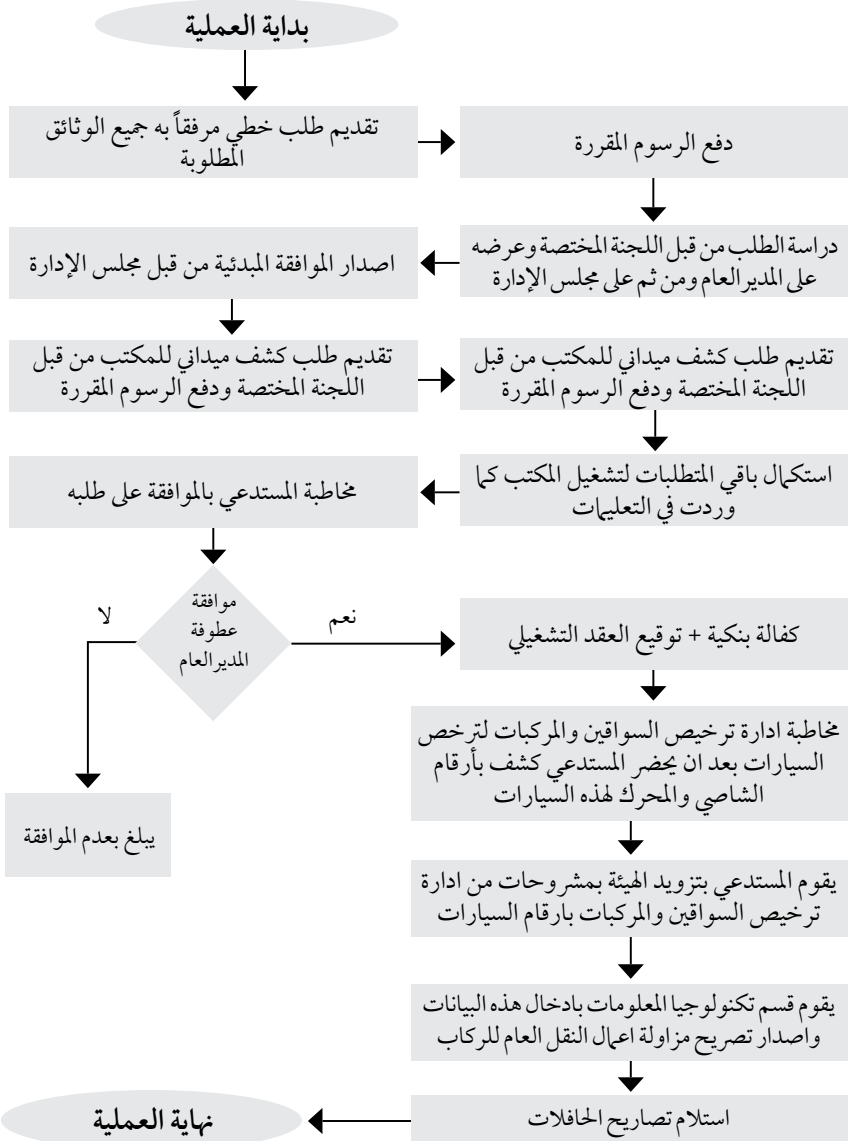 بداية العملية
تقديم طلب خطي مرفقاً به جميع الوثائق
المطلوبة
دفع الرسوم المقررة
دراسة الطلب من قبل اللجنة المختصة وعرضه
على المدير العام ومن ثم على مجلس الإدارة
اصدار الموافقة المبدئية من قبل مجلس الإدارة
تقديم طلب كشف ميداني للمكتب من قبل
اللجنة المختصة ودفع الرسوم المقررة
تقديم طلب كشف ميداني للمكتب من قبل
اللجنة المختصة ودفع الرسوم المقررة
استكمال باقي المتطلبات لتشغيل المكتب كما
وردت في التعليمات
مخاطبة المستدعي بالموافقة على طلبه
موافقة
عطوفة
المدير العام
لا
نعم
يبلغ بعدم الموافقة
كفالة بنكية + توقيع العقد التشغيلي
مخاطبة ادارة ترخيص السواقين والمركبات لترخص
السيارات بعد ان يحضر المستدعي كشف بأرقام
الشاصي والمحرك لهذه السيارات
يقوم المستدعي بتزويد الهيئة بمشروحات من ادارة
ترخيص السواقين والمركبات بارقام السيارات
يقوم قسم تكنولوجيا المعلومات بادخال هذه البيانات
واصدار تصريح مزاولة اعمال النقل العام للركاب
استلام تصاريح الحافلات
نهاية العملية